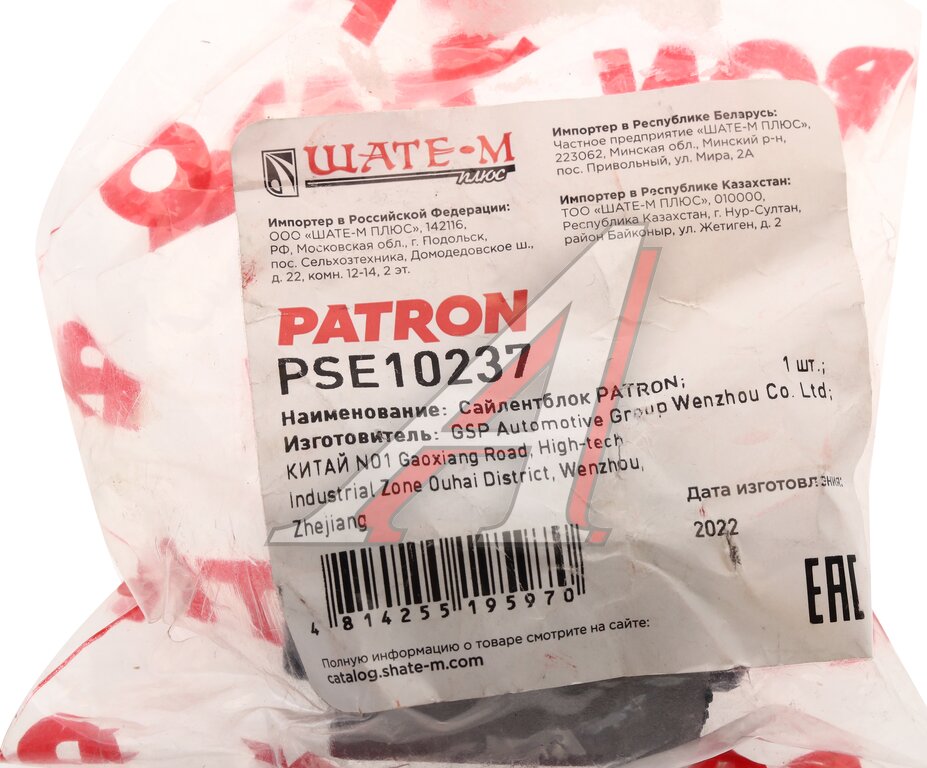 ШАТЕ-М
плюс
Импортер в Российской Федерации:
ООО «ШАТЕ-М ПЛЮС», 142116,
РФ, Московская обл., г. Подольск,
пос. Сельхозтехника, Домодедовское ш.,
д. 22, комн. 12-14, 2 эт.
Импортер в Республике Беларусь:
Частное предприятие «ШАТЕ-М ПЛЮС»,
223062, Минская обл., Минский р-н,
пос. Привольный, ул. Мира, 2А
Импортер в Республике Казахстан:
ТОО «ШАТЕ-М ПЛЮС», 010000,
Республика Казахстан, г. Нур-Султан,
район Байконыр, ул. Жетиген, д. 2
PATRON
PSE10237
Наименование: Сайлентблок PATRON; 1 шт.;
Изготовитель: GSP Automotive Group Wenzhou Co. Ltd;
КИТАЙ NO1 Gaoxiang Road, High-tech
Industrial Zone Ouhai District, Wenzhou,
Zhejiang
Дата изготовления:
2022
4 814255 195970
EAC
Полную информацию о товаре смотрите на сайте:
catalog.shate-m.com